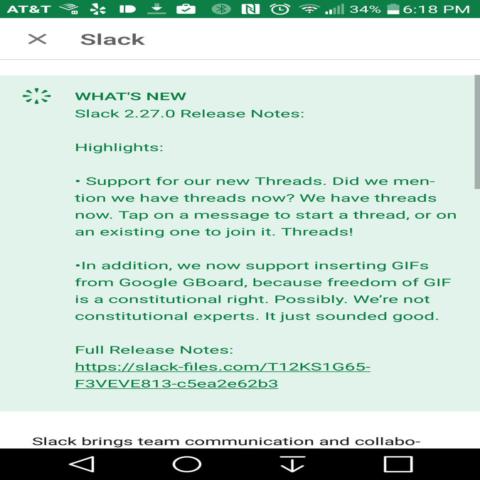 AT&T 34% 6:18 PM
Slack
WHAT'S NEW
Slack 2.27.0 Release Notes:
Highlights:
• Support for our new Threads. Did we men-
tion we have threads now? We have threads
now. Tap on a message to start a thread, or on
an existing one to join it. Threads!
•In addition, we now support inserting GIFs
from Google GBoard, because freedom of GIF
is a constitutional right. Possibly. We're not
constitutional experts. It just sounded good.
Full Release Notes:
https://slack-files.com/T12KS1G65-
F3VEVE813-c5ea2e62b3
Slack brings team communication and collabo-